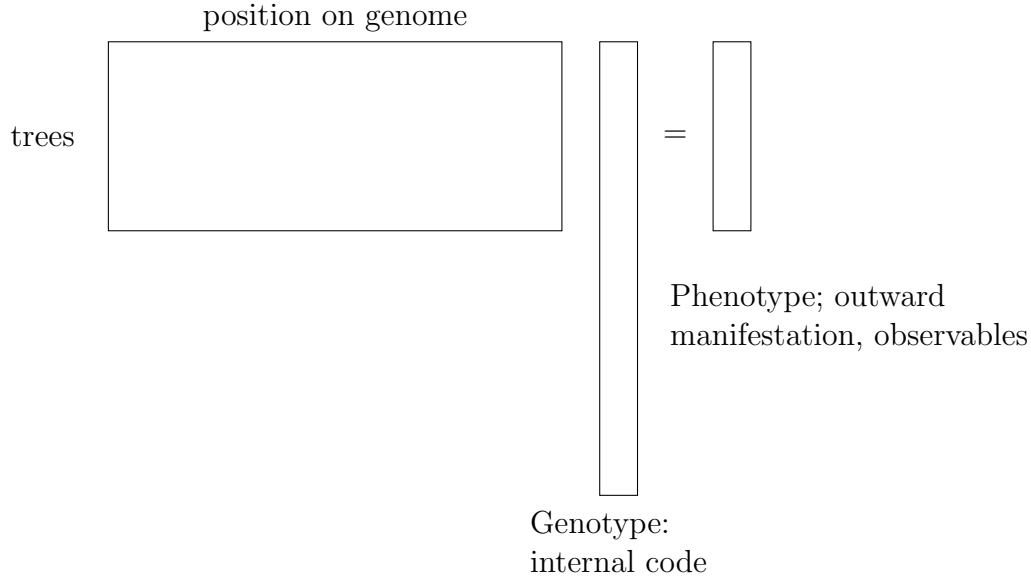 position on genome
trees
=
Phenotype; outward
manifestation, observables
Genotype:
internal code